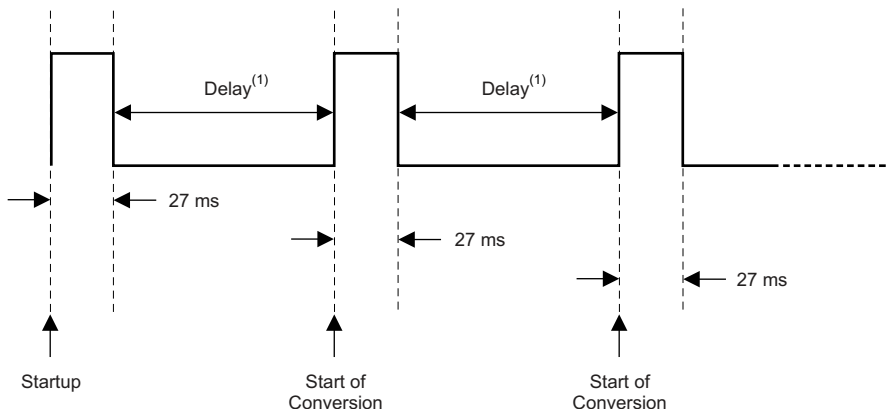 Delay(1)
Delay(1)
27 ms
27 ms
27 ms
Startup
Start of
Conversion
Start of
Conversion